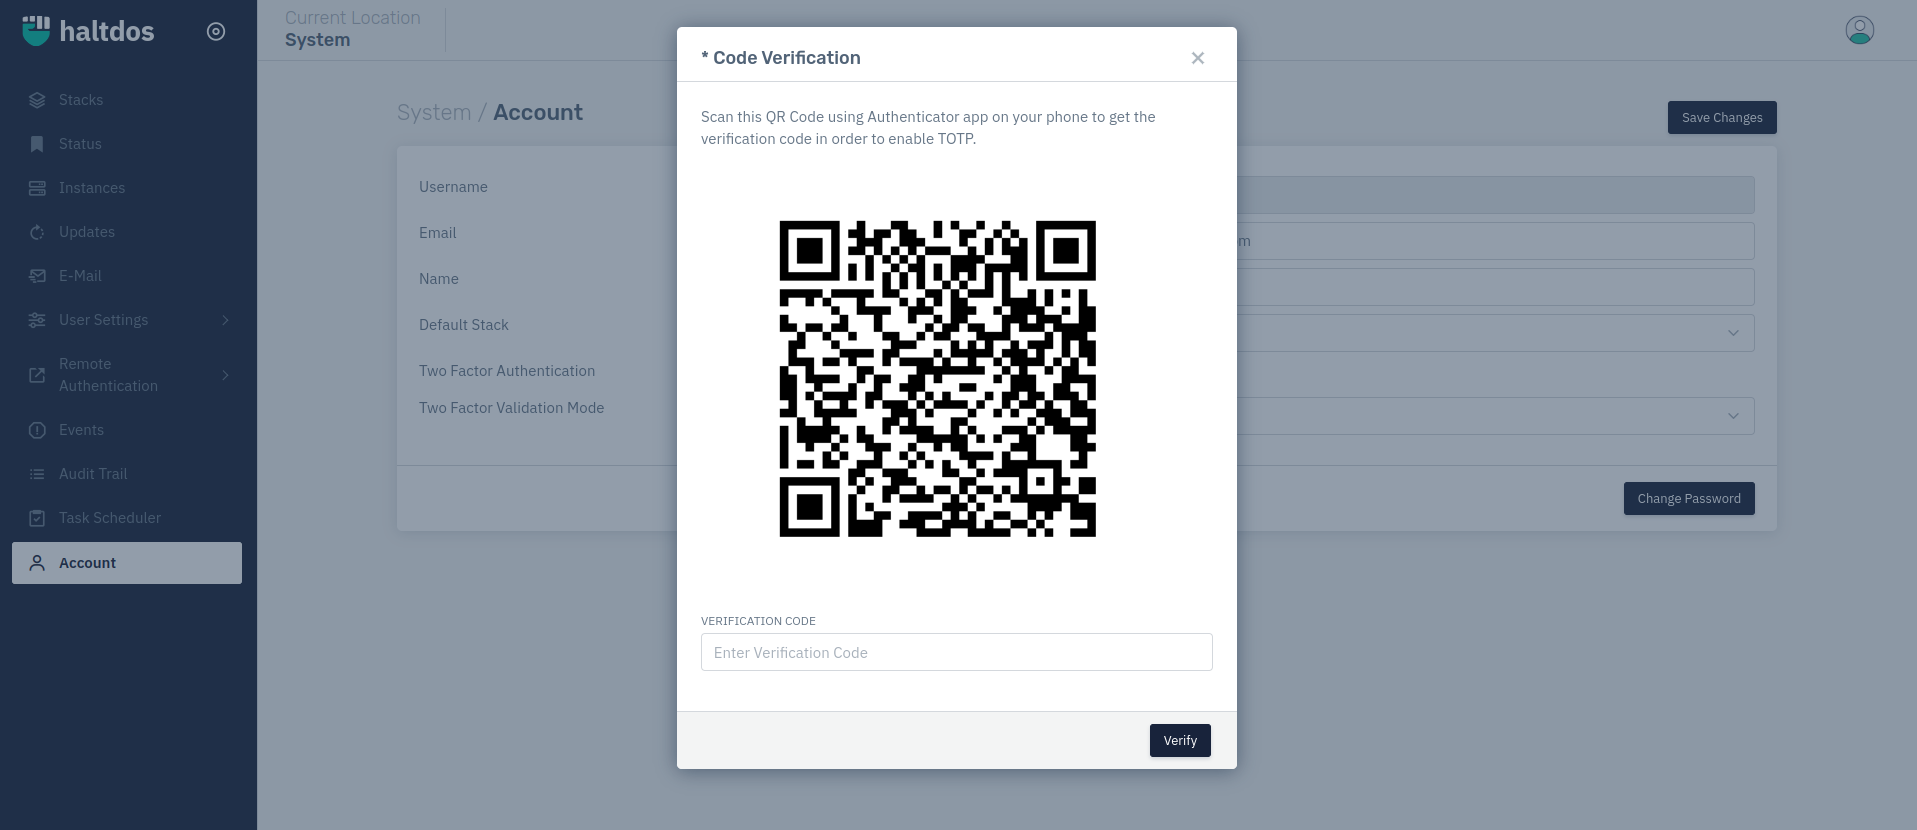 haltdos
Current Location
System
Stacks
Status
Instances
Updates
E-Mail
User Settings
Remote
Authentication
Events
Audit Trail
Task Scheduler
Account
System / Account
Save Changes
Username
Email
om
Name
Default Stack
Two Factor Authentication
Two Factor Validation Mode
Change Password
* Code Verification
Scan this QR Code using Authenticator app on your phone to get the
verification code in order to enable TOTP.
VERIFICATION CODE
Enter Verification Code
Verify